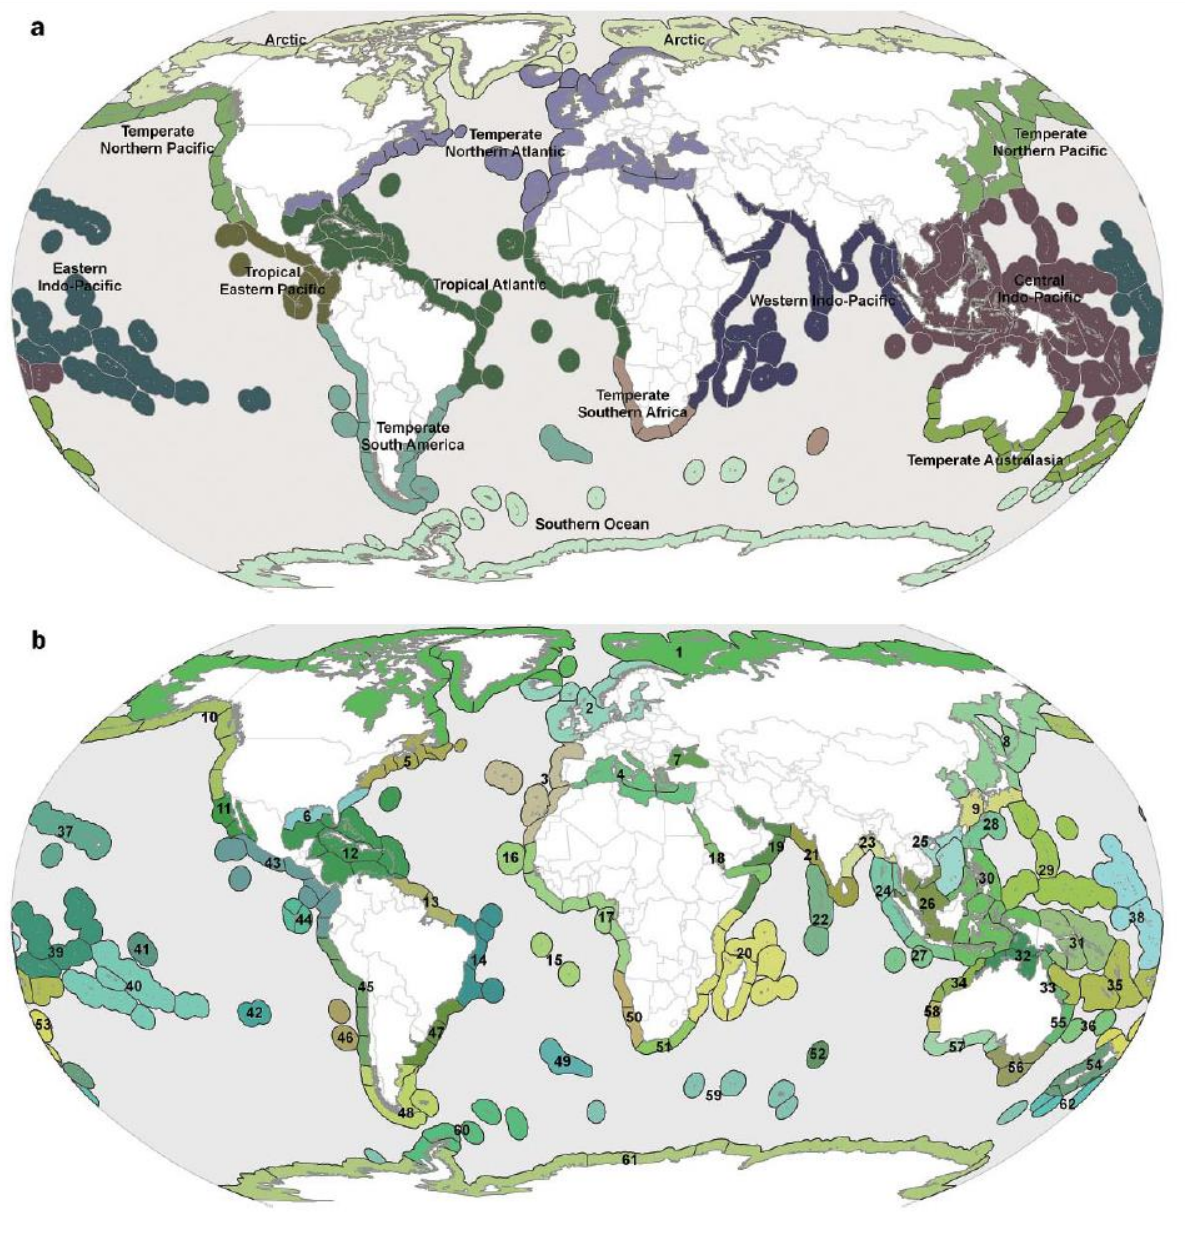 a
Arctic
Arctic
Temperate
Northern Pacific
Temperate
Northern Atlantic
Temperate
Northern Pacific
Eastern
Indo-Pacific
Tropical
Eastern Pacific
Tropical Atlantic
Western Indo-Pacific
Central
Indo-Pacific
Temperate
Southern Africa
Temperate
South America
Temperate Australasia
Southern Ocean
b
1
2
10
8
5
3
4
7
11
6
9
37
12
16
18
19
21
23
25
28
43
24
30
29
26
13
44
17
22
38
39
41
14
15
20
27
32
31
40
45
34
33
35
42
46
47
50
51
52
58
55
36
53
57
49
56
54
48
59
62
60
61